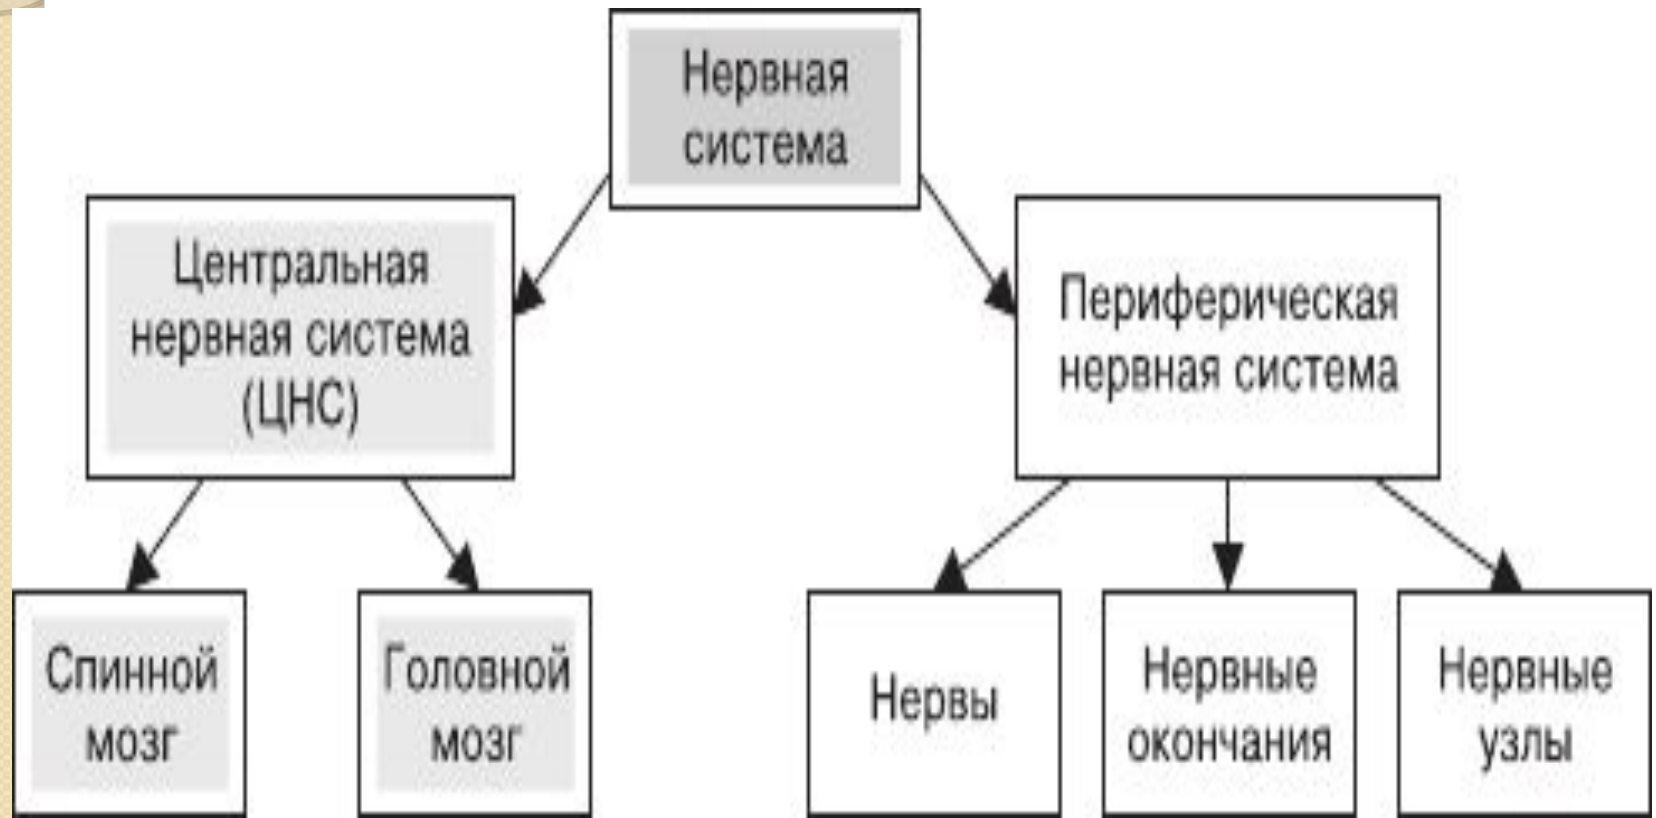 Нервная
система
Центральная
нервная система
(ЦНС)
Периферическая
нервная система
Спинной
мозг
Головной
мозг
Нервы
Нервные
окончания
Нервные
узлы